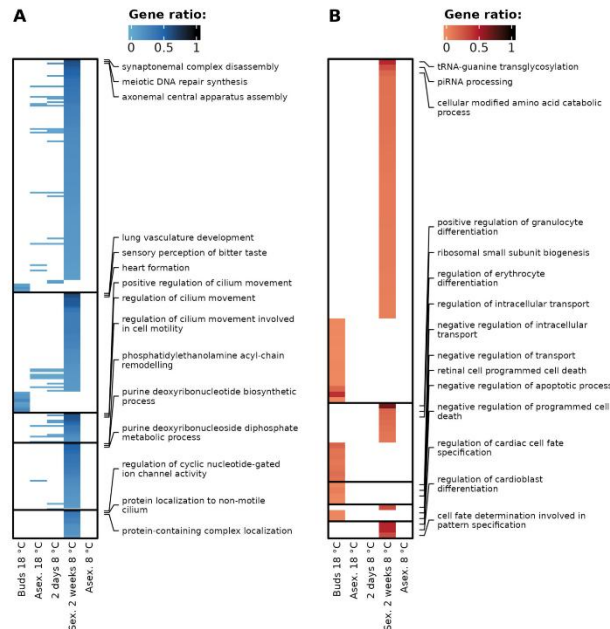 A
Gene ratio:
0 0.5 1
synaptonemal complex disassembly
meiotic DNA repair synthesis
axonemal central apparatus assembly
lung vasculature development
sensory perception of bitter taste
heart formation
positive regulation of cilium movement
regulation of cilium movement
regulation of cilium movement involved
in cell motility
phosphatidylethanolamine acyl-chain
remodelling
purine deoxyribonucleotide biosynthetic
process
purine deoxyribonucleoside diphosphate
metabolic process
regulation of cyclic nucleotide-gated
ion channel activity
protein localization to non-motile
cilium
protein-containing complex localization
Buds 18 °C
Asex. 18 °C
2 days 8 °C
Sex. 2 weeks 8 °C
Asex. 8 °C
B
Gene ratio:
0 0.5 1
tRNA-guanine transglycosylation
piRNA processing
cellular modified amino acid catabolic
process
positive regulation of granulocyte
differentiation
ribosomal small subunit biogenesis
regulation of erythrocyte
differentiation
regulation of intracellular transport
negative regulation of intracellular
transport
negative regulation of transport
retinal cell programmed cell death
negative regulation of apoptotic process
negative regulation of programmed cell
death
regulation of cardiac cell fate
specification
regulation of cardioblast
differentiation
cell fate determination involved in
pattern specification
Buds 18 °C
Asex. 18 °C
2 days 8 °C
Sex. 2 weeks 8 °C
Asex. 8 °C